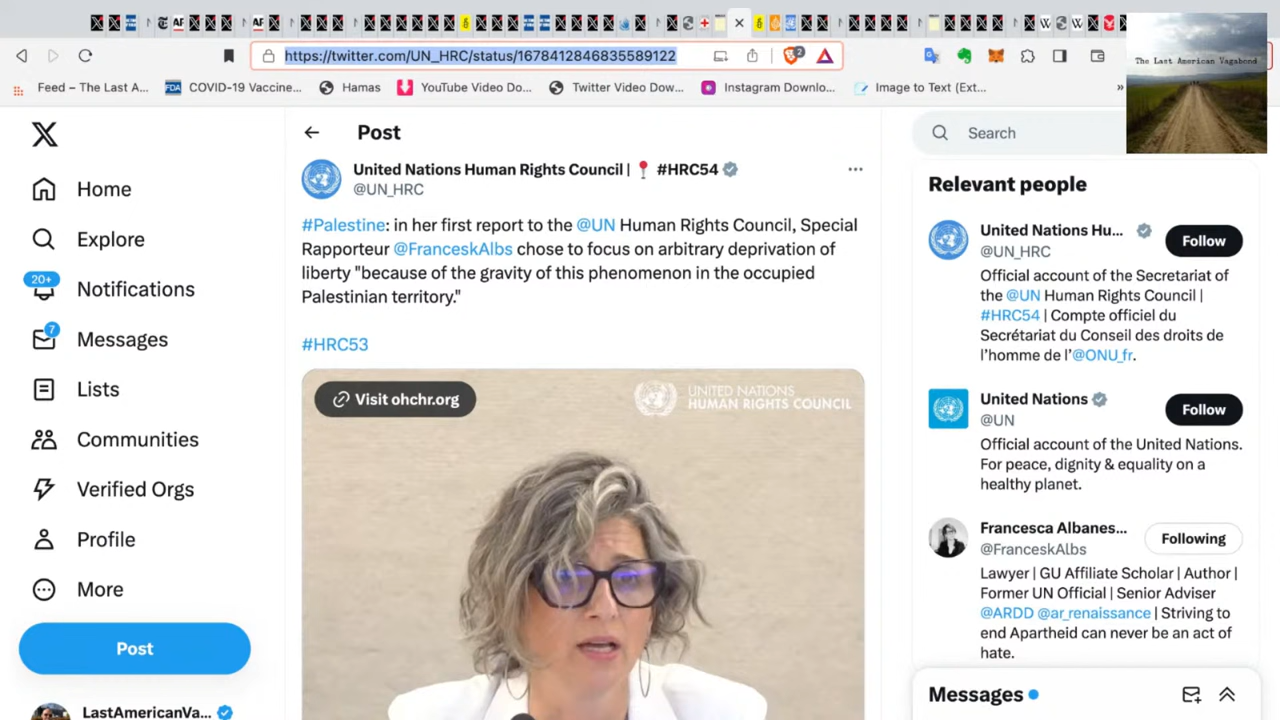 https://twitter.com/UN_HRC/status/1678412846835589122
Feed – The Last A...
COVID-19 Vaccine...
Hamas
YouTube Video Do...
Twitter Video Dow...
Instagram Downlo...
Image to Text (Ext...
»
The Last American Vagabond
Home
Explore
20+
Notifications
7
Messages
Lists
Communities
Verified Orgs
Profile
More
Post
LastAmericanVa...
Post
United Nations Human Rights Council | 📍 #HRC54
@UN_HRC
#Palestine: in her first report to the @UN Human Rights Council, Special
Rapporteur @FranceskAlbs chose to focus on arbitrary deprivation of
liberty "because of the gravity of this phenomenon in the occupied
Palestinian territory."
#HRC53
Visit ohchr.org
UNITED NATIONS
HUMAN RIGHTS COUNCIL
Search
Relevant people
United Nations Hu...
@UN_HRC
Follow
Official account of the Secretariat of
the @UN Human Rights Council |
#HRC54 | Compte officiel du
Secrétariat du Conseil des droits de
l'homme de l'@ONU_fr.
United Nations
@UN
Follow
Official account of the United Nations.
For peace, dignity & equality on a
healthy planet.
Francesca Albanes...
@FranceskAlbs
Following
Lawyer | GU Affiliate Scholar | Author |
Former UN Official | Senior Adviser
@ARDD @ar_renaissance | Striving to
end Apartheid can never be an act of
hate.
Messages